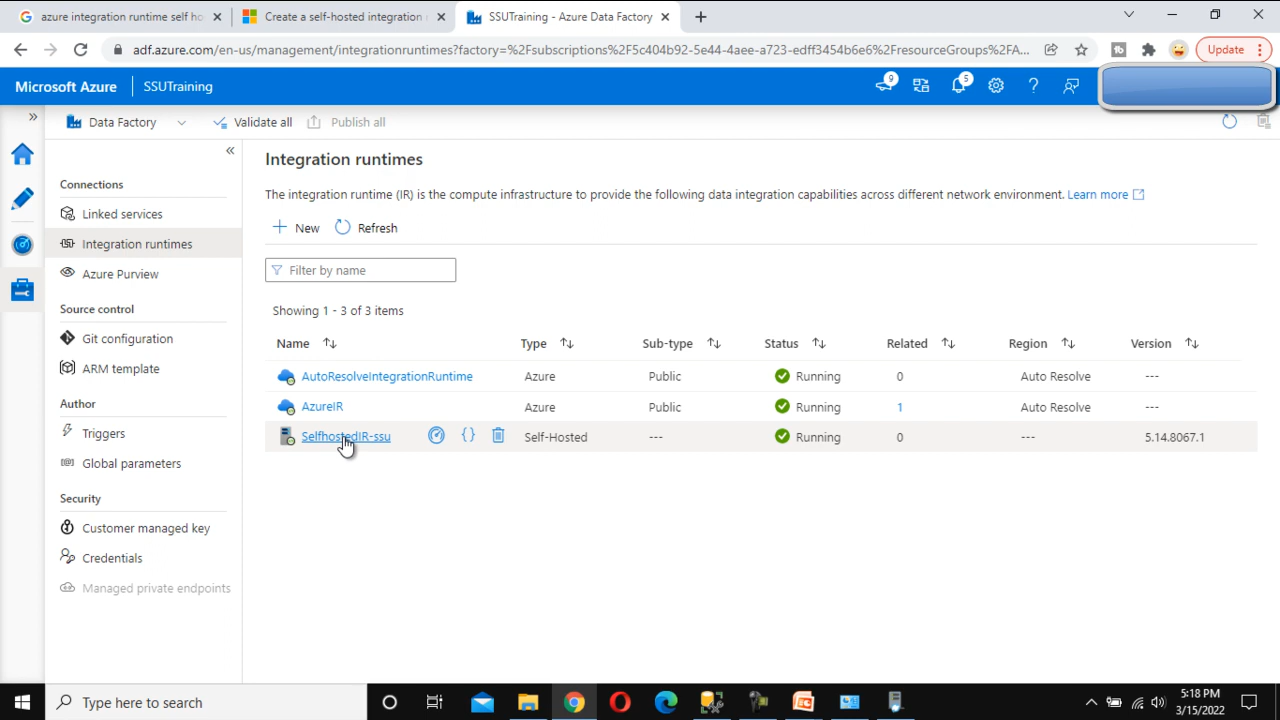 azure integration runtime self ho
Create a self-hosted integration
SSUTraining - Azure Data Factory
adf.azure.com/en-us/management/integrationruntimes?factory=%2Fsubscriptions%2F5c404b92-5e44-4aee-a723-edff3454b6e6%2FresourceGroups%2FA...
Update
Microsoft Azure
SSUTraining
9
5
Data Factory
Validate all
Publish all
Connections
Linked services
Integration runtimes
Azure Purview
Source control
Git configuration
ARM template
Author
Triggers
Global parameters
Security
Customer managed key
Credentials
Managed private endpoints
Integration runtimes
The integration runtime (IR) is the compute infrastructure to provide the following data integration capabilities across different network environment. Learn more
New
Refresh
Filter by name
Showing 1 - 3 of 3 items
Name Type Sub-type Status Related Region Version
AutoResolveIntegrationRuntime Azure Public Running 0 Auto Resolve ---
AzureIR Azure Public Running 1 Auto Resolve ---
SelfhostedIR-ssu Self-Hosted --- Running 0 --- 5.14.8067.1
Type here to search
5:18 PM
3/15/2022